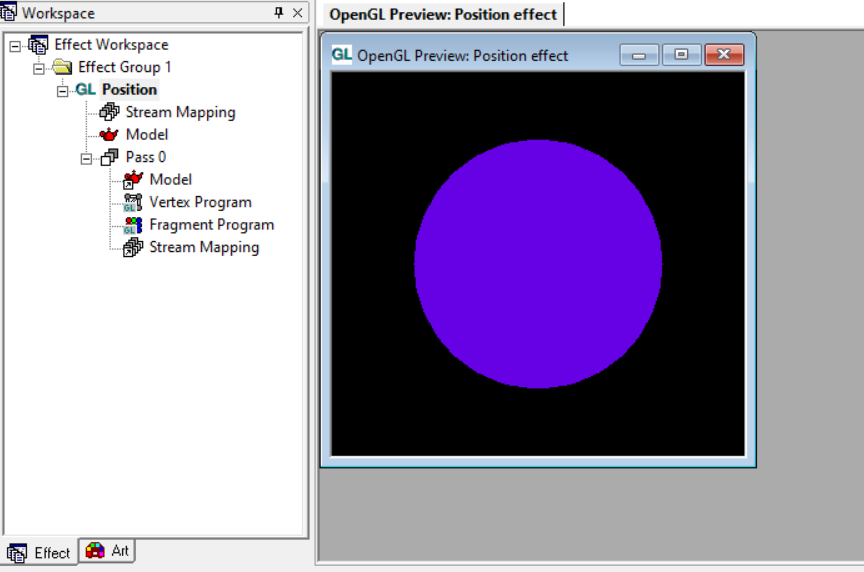 Workspace
OpenGL Preview: Position effect
Effect Workspace
Effect Group 1
GL Position
Stream Mapping
Model
Pass 0
Model
Vertex Program
Fragment Program
Stream Mapping
GL OpenGL Preview: Position effect
Effect
Art